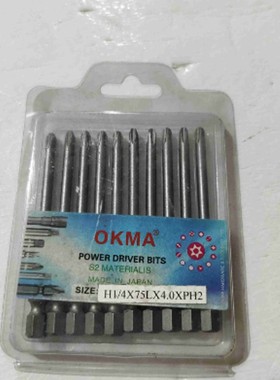 OKMA®
POWER DRIVER BITS
S2 MATERIALIS
MADE IN JAPAN
SIZE: H1/4X75LX4.0XPH2